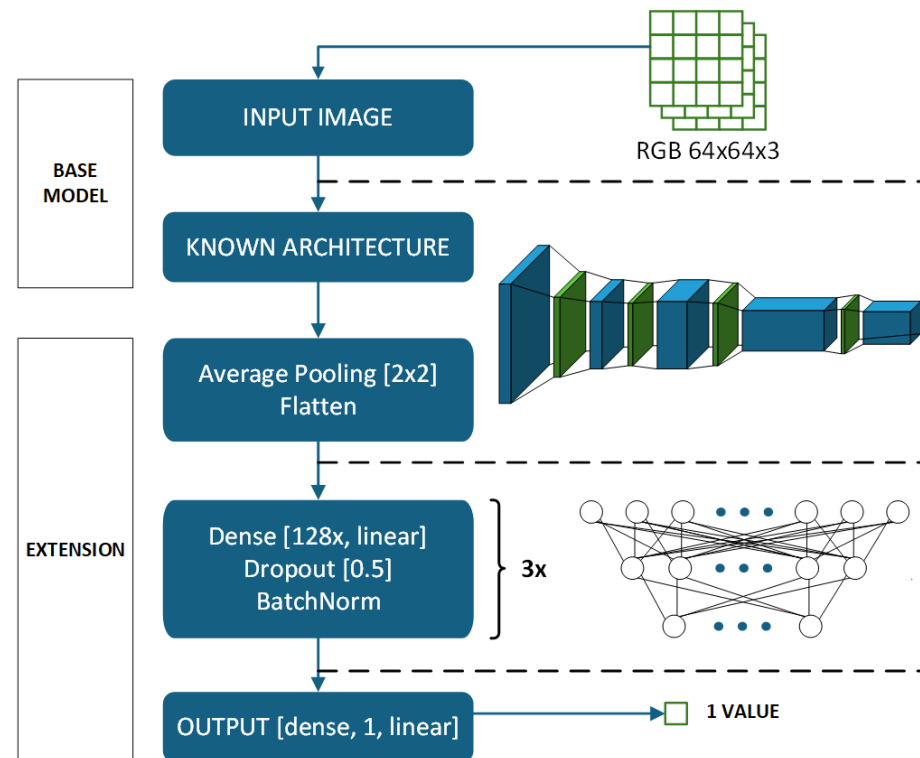 INPUT IMAGE
RGB 64x64x3
BASE
MODEL
KNOWN ARCHITECTURE
Average Pooling [2x2]
Flatten
EXTENSION
Dense [128x, linear]
Dropout [0.5]
BatchNorm
3x
OUTPUT [dense, 1, linear]
1 VALUE